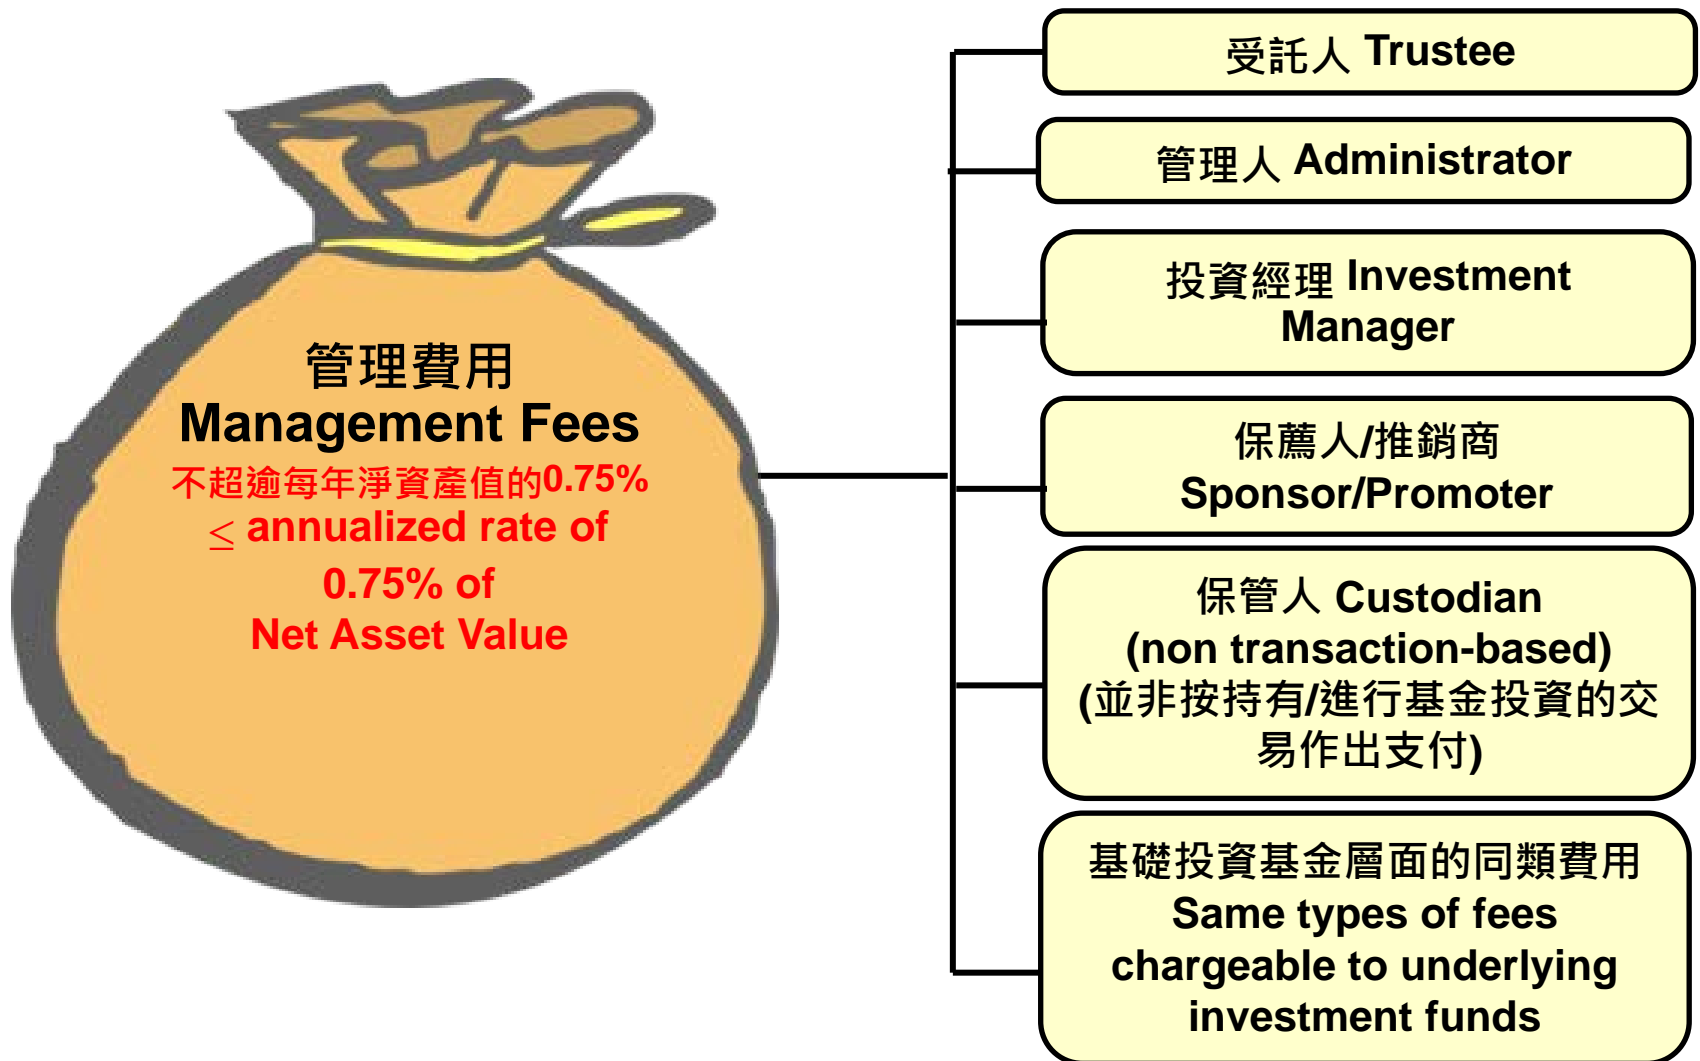 管理費用
Management Fees
不超逾每年淨資產值的0.75%
≤ annualized rate of
0.75% of
Net Asset Value
受託人 Trustee
管理人 Administrator
投資經理 Investment
Manager
保薦人/推銷商
Sponsor/Promoter
保管人 Custodian
(non transaction-based)
(並非按持有/進行基金投資的交
易作出支付)
基礎投資基金層面的同類費用
Same types of fees
chargeable to underlying
investment funds